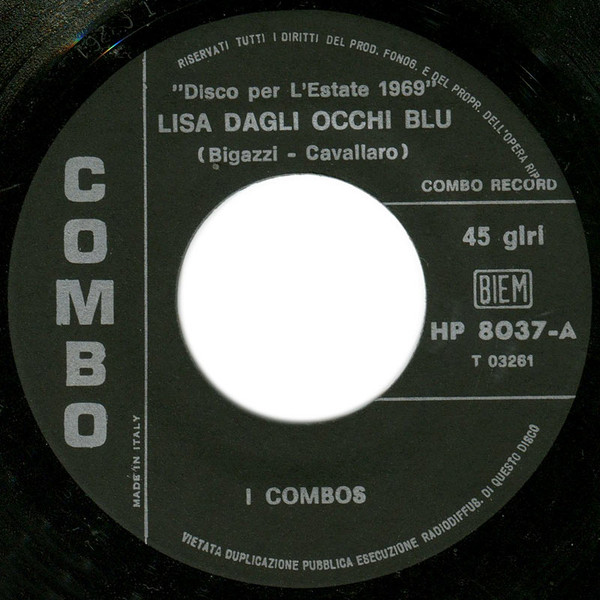 RISERVATI TUTTI I DIRITTI DEL PROD. FONOG. E DEL PROPR. DELL'OPERA RIP.
"Disco per L'Estate 1969"
LISA DAGLI OCCHI BLU
(Bigazzi - Cavallaro)
COMBO RECORD
COMBO
45 giri
BIEM
HP 8037-A
T 03261
MADE IN ITALY
I COMBOS
VIETATA DUPLICAZIONE PUBBLICA ESECUZIONE RADIODIFFUS. DI QUESTO DISCO